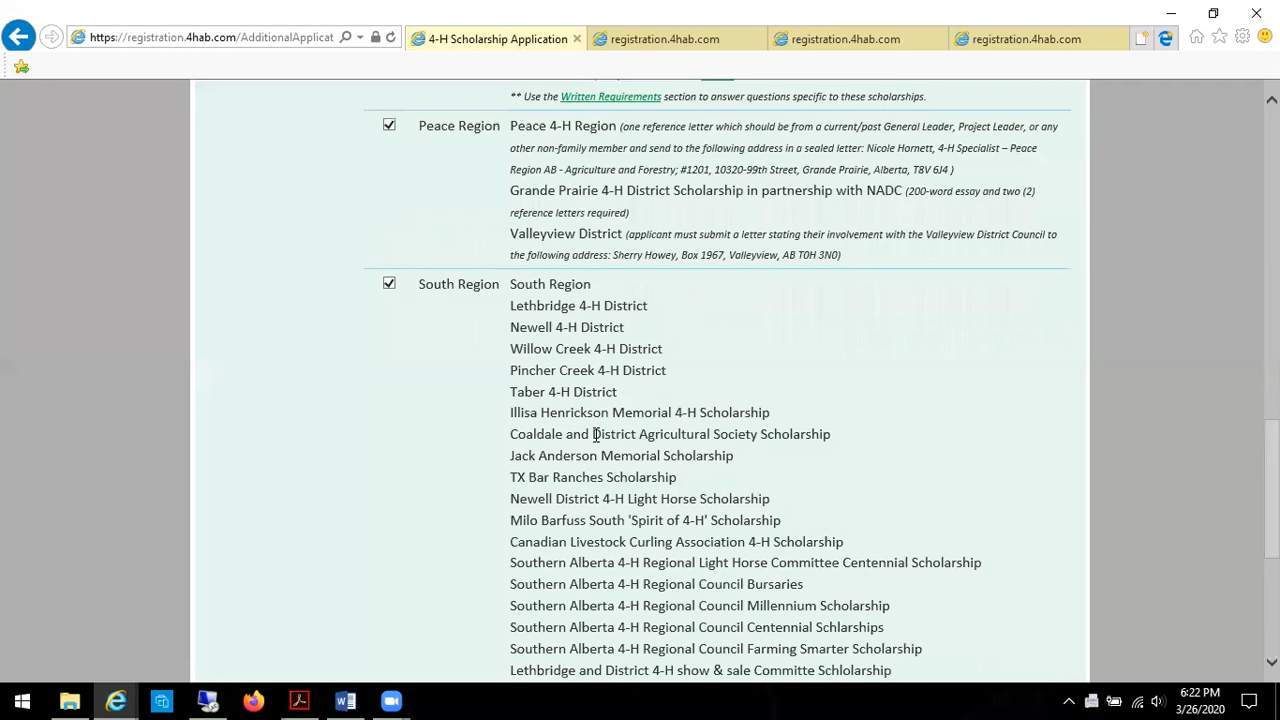 https://registration.4hab.com/AdditionalApplicat
4-H Scholarship Application
registration.4hab.com
registration.4hab.com
registration.4hab.com
** Use the Written Requirements section to answer questions specific to these scholarships.
Peace Region
Peace 4-H Region (one reference letter which should be from a current/past General Leader, Project Leader, or any
other non-family member and send to the following address in a sealed letter: Nicole Hornett, 4-H Specialist – Peace
Region AB - Agriculture and Forestry; #1201, 10320-99th Street, Grande Prairie, Alberta, T8V 6J4 )
Grande Prairie 4-H District Scholarship in partnership with NADC (200-word essay and two (2)
reference letters required)
Valleyview District (applicant must submit a letter stating their involvement with the Valleyview District Council to
the following address: Sherry Howey, Box 1967, Valleyview, AB T0H 3N0)
South Region
South Region
Lethbridge 4-H District
Newell 4-H District
Willow Creek 4-H District
Pincher Creek 4-H District
Taber 4-H District
Illisa Henrickson Memorial 4-H Scholarship
Coaldale and District Agricultural Society Scholarship
Jack Anderson Memorial Scholarship
TX Bar Ranches Scholarship
Newell District 4-H Light Horse Scholarship
Milo Barfuss South 'Spirit of 4-H' Scholarship
Canadian Livestock Curling Association 4-H Scholarship
Southern Alberta 4-H Regional Light Horse Committee Centennial Scholarship
Southern Alberta 4-H Regional Council Bursaries
Southern Alberta 4-H Regional Council Millennium Scholarship
Southern Alberta 4-H Regional Council Centennial Schlarships
Southern Alberta 4-H Regional Council Farming Smarter Scholarship
Lethbridge and District 4-H show & sale Committe Schlolarship
6:22 PM
3/26/2020